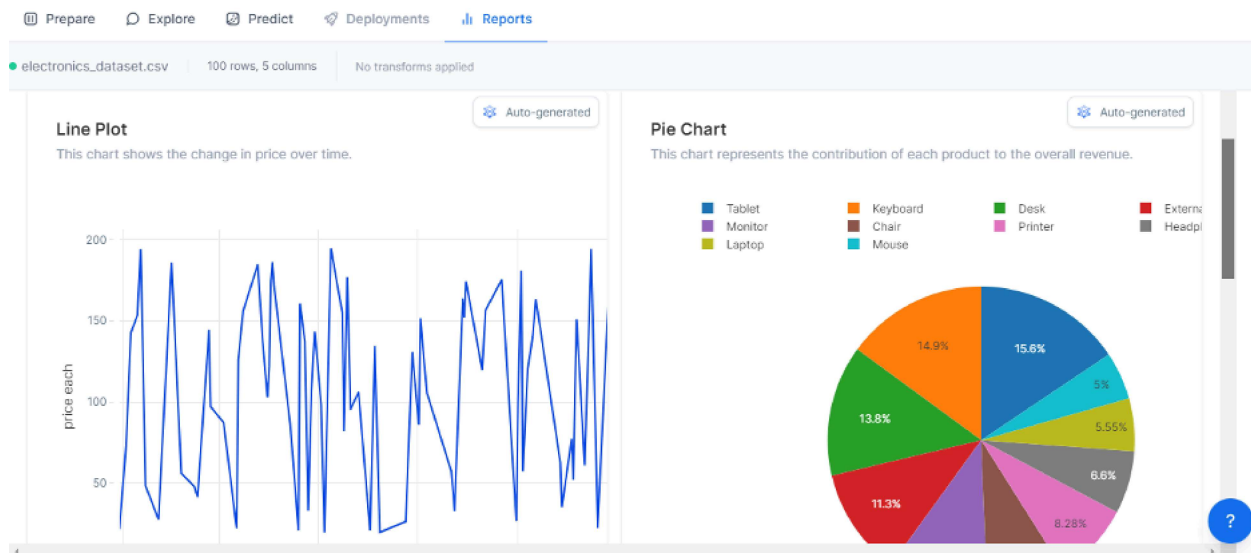 Prepare Explore Predict Deployments Reports
electronics_dataset.csv 100 rows, 5 columns No transforms applied
Auto-generated
Line Plot
This chart shows the change in price over time.
200
150
100
50
price each
Auto-generated
Pie Chart
This chart represents the contribution of each product to the overall revenue.
Tablet Keyboard Desk Externa
Monitor Chair Printer Headpl
Laptop Mouse
14.9%
15.6%
5%
13.8%
5.55%
6.6%
11.3%
8.28%
?